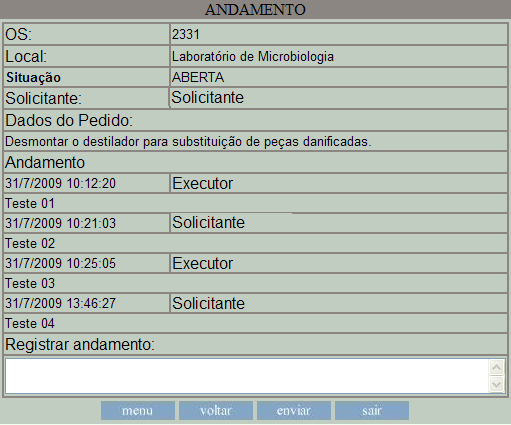 ANDAMENTO
OS: 2331
Local: Laboratório de Microbiologia
Situação ABERTA
Solicitante: Solicitante
Dados do Pedido:
Desmontar o destilador para substituição de peças danificadas.
Andamento
31/7/2009 10:12:20 Executor
Teste 01
31/7/2009 10:21:03 Solicitante
Teste 02
31/7/2009 10:25:05 Executor
Teste 03
31/7/2009 13:46:27 Solicitante
Teste 04
Registrar andamento:
menu voltar enviar sair